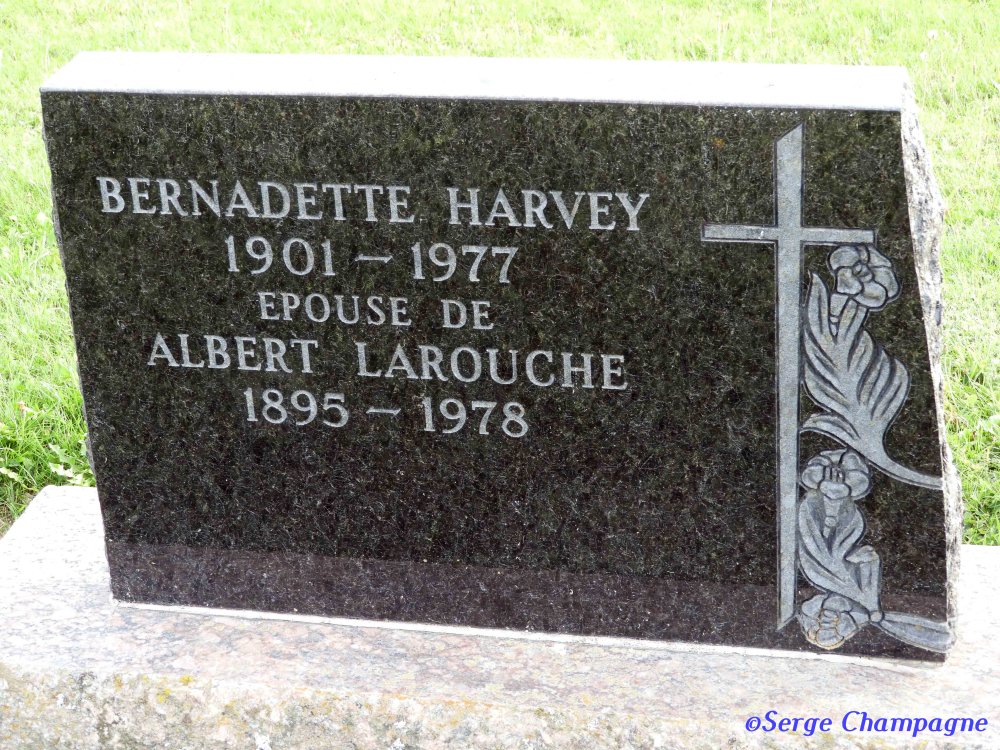 BERNADETTE HARVEY
1901 – 1977
EPOUSE DE
ALBERT LAROUCHE
1895 – 1978
©Serge Champagne